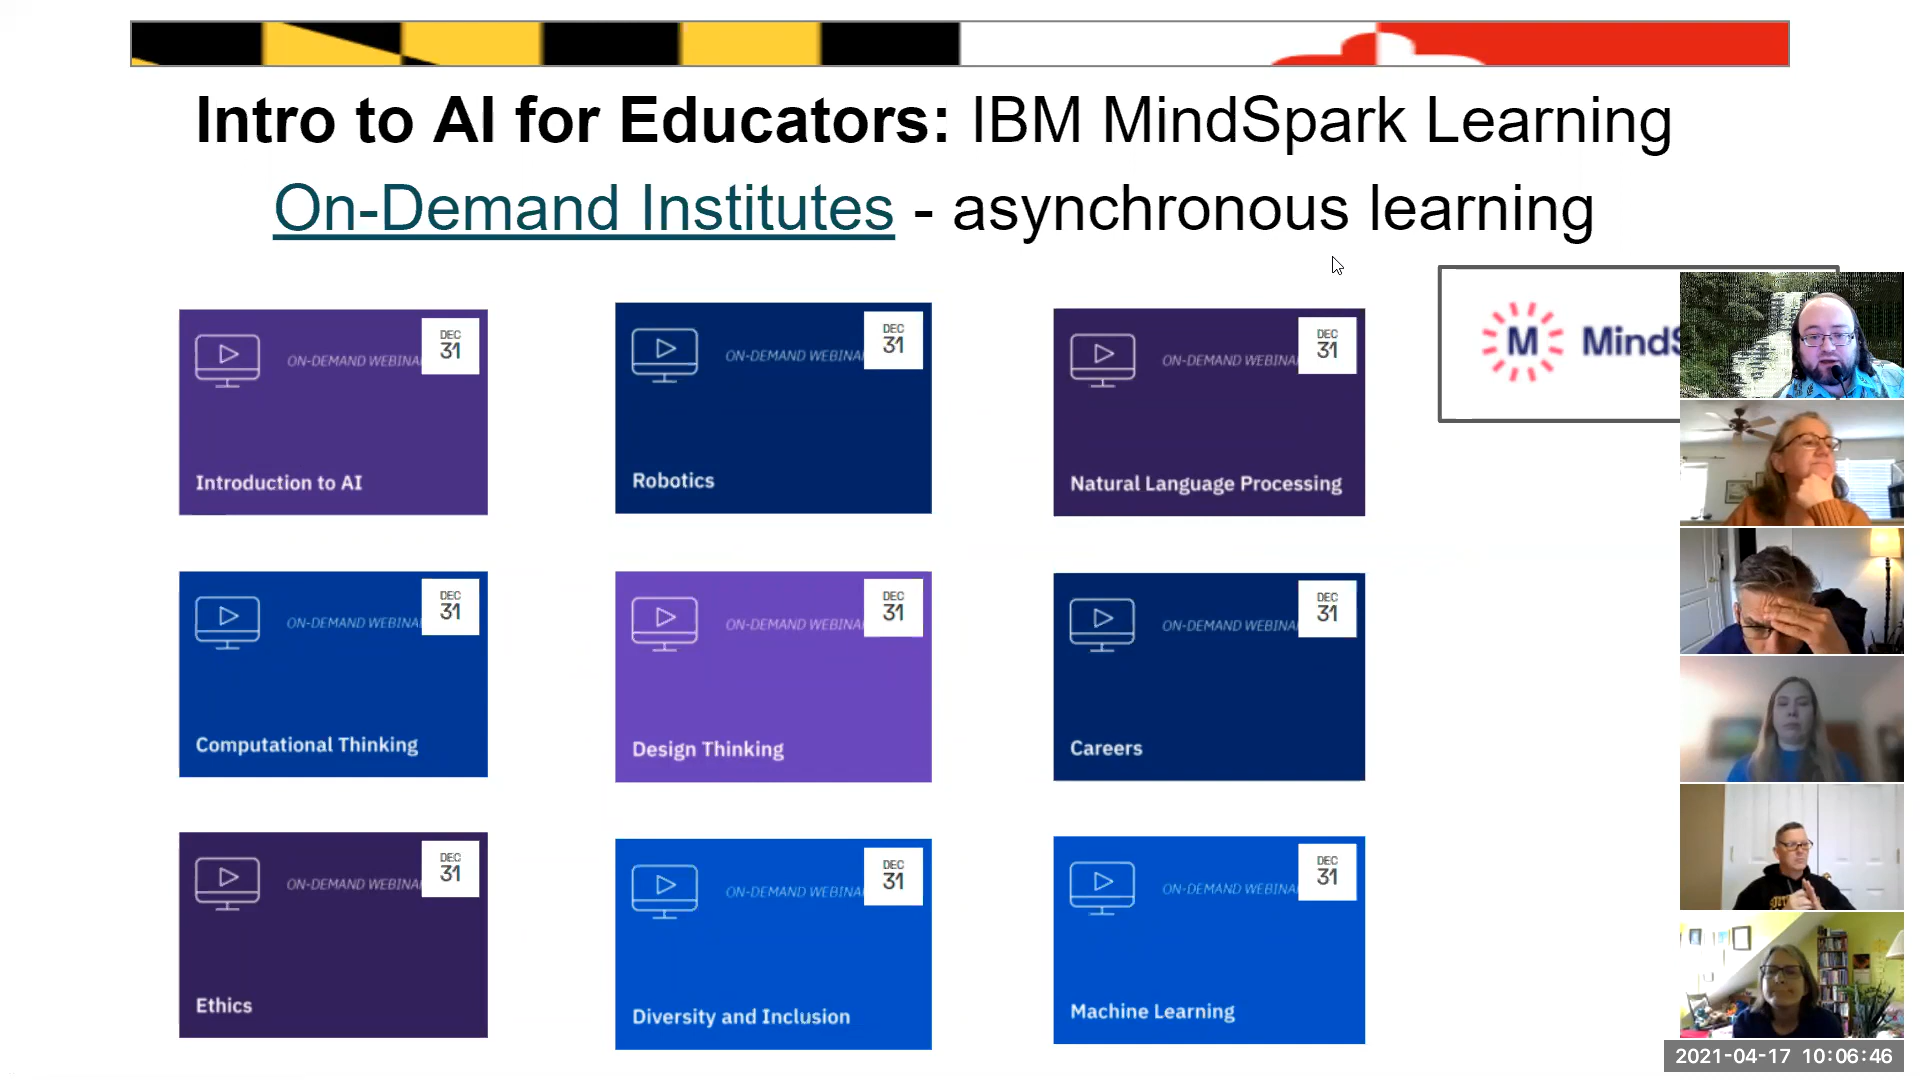 Intro to AI for Educators: IBM MindSpark Learning
On-Demand Institutes - asynchronous learning
M MindS
DEC
31
ON-DEMAND WEBINA
Introduction to AI
DEC
31
ON-DEMAND WEBINA
Robotics
DEC
31
ON-DEMAND WEBINA
Natural Language Processing
DEC
31
ON-DEMAND WEBINA
Computational Thinking
DEC
31
ON-DEMAND WEBINA
Design Thinking
DEC
31
ON-DEMAND WEBINA
Careers
DEC
31
ON-DEMAND WEBINA
Ethics
DEC
31
ON-DEMAND WEBINA
Diversity and Inclusion
DEC
31
ON-DEMAND WEBINA
Machine Learning
2021-04-17 10:06:46